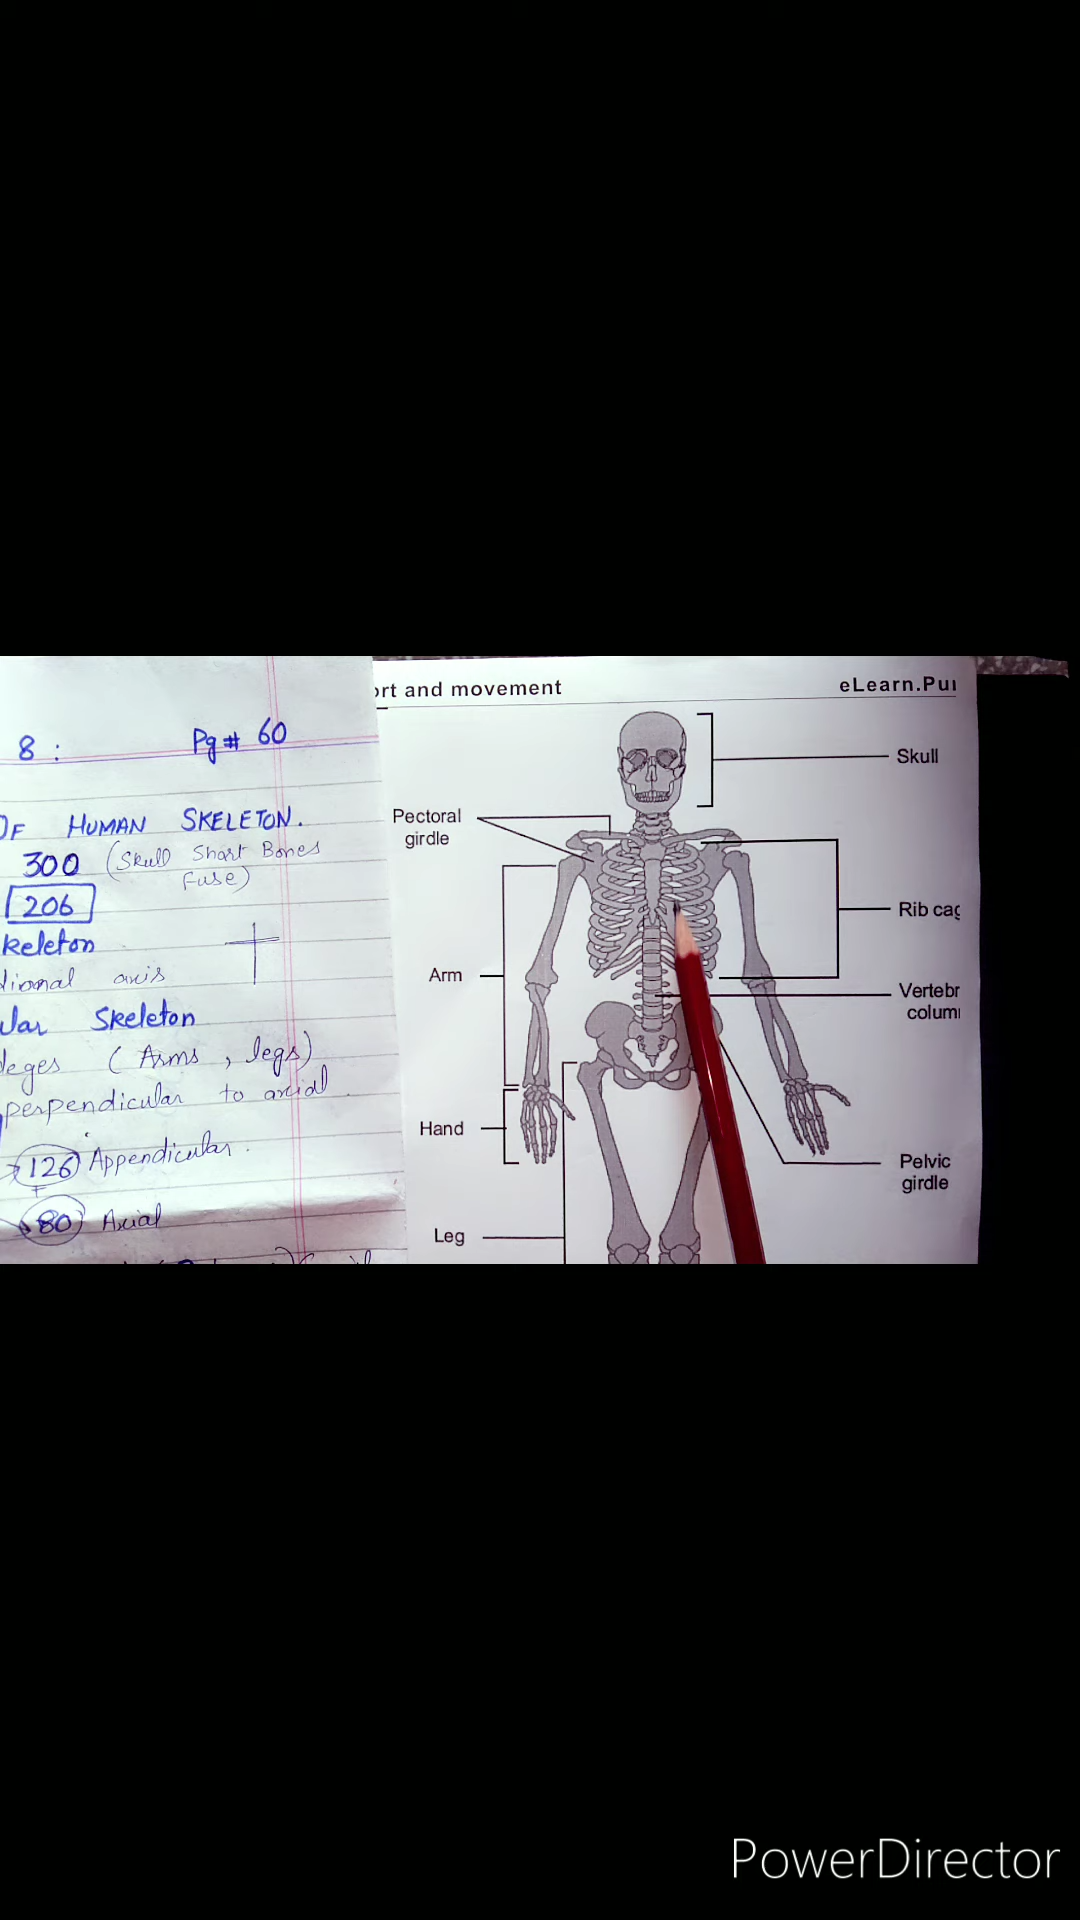 8 : Pg# 60
OF HUMAN SKELETON.
300 (Skull Short Bones
Fuse)
206
keleton
axis
lar Skeleton
leges (Arms, legs)
perpendicular to axial
126 Appendicular.
+
80 Axial
ort and movement
eLearn.Pu
Skull
Pectoral
girdle
Rib cag
Arm
Vertebr
colum
Hand
Pelvic
girdle
Leg
PowerDirector